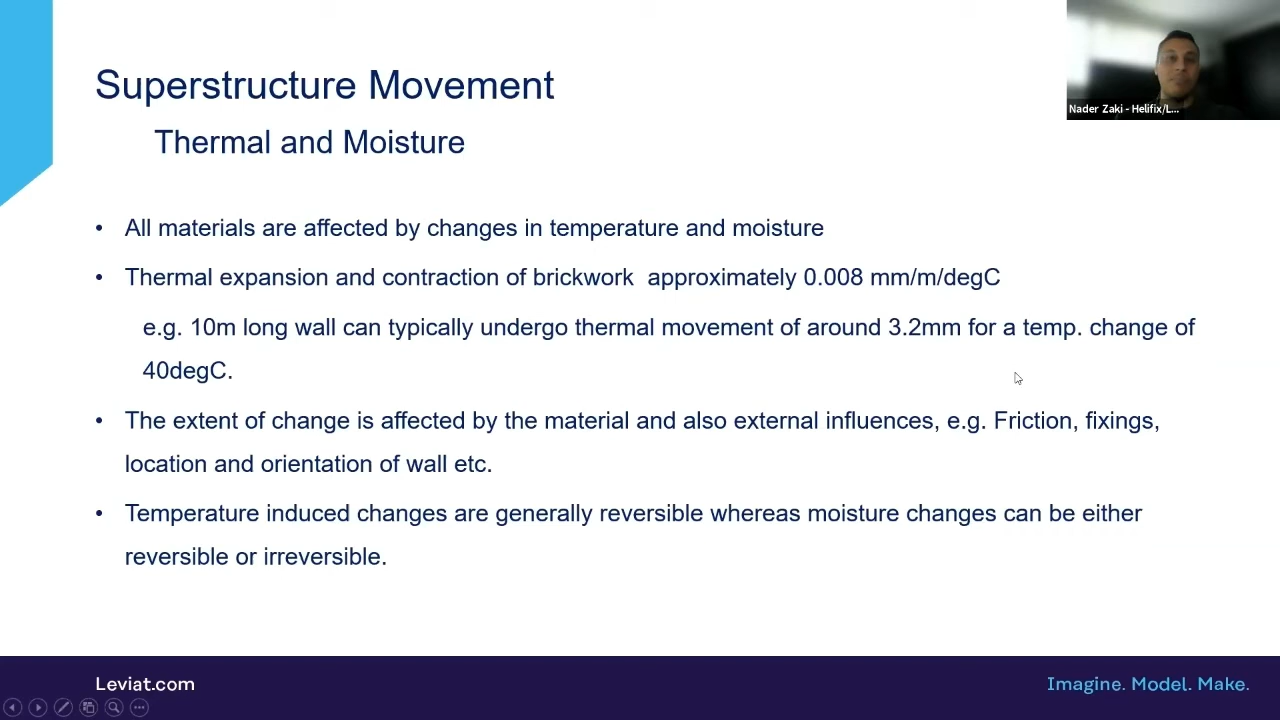 Superstructure Movement
Thermal and Moisture
Nader Zaki - Helifix/L...
• All materials are affected by changes in temperature and moisture
• Thermal expansion and contraction of brickwork approximately 0.008 mm/m/degC
e.g. 10m long wall can typically undergo thermal movement of around 3.2mm for a temp. change of
40degC.
• The extent of change is affected by the material and also external influences, e.g. Friction, fixings,
location and orientation of wall etc.
• Temperature induced changes are generally reversible whereas moisture changes can be either
reversible or irreversible.
Leviat.com
Imagine. Model. Make.